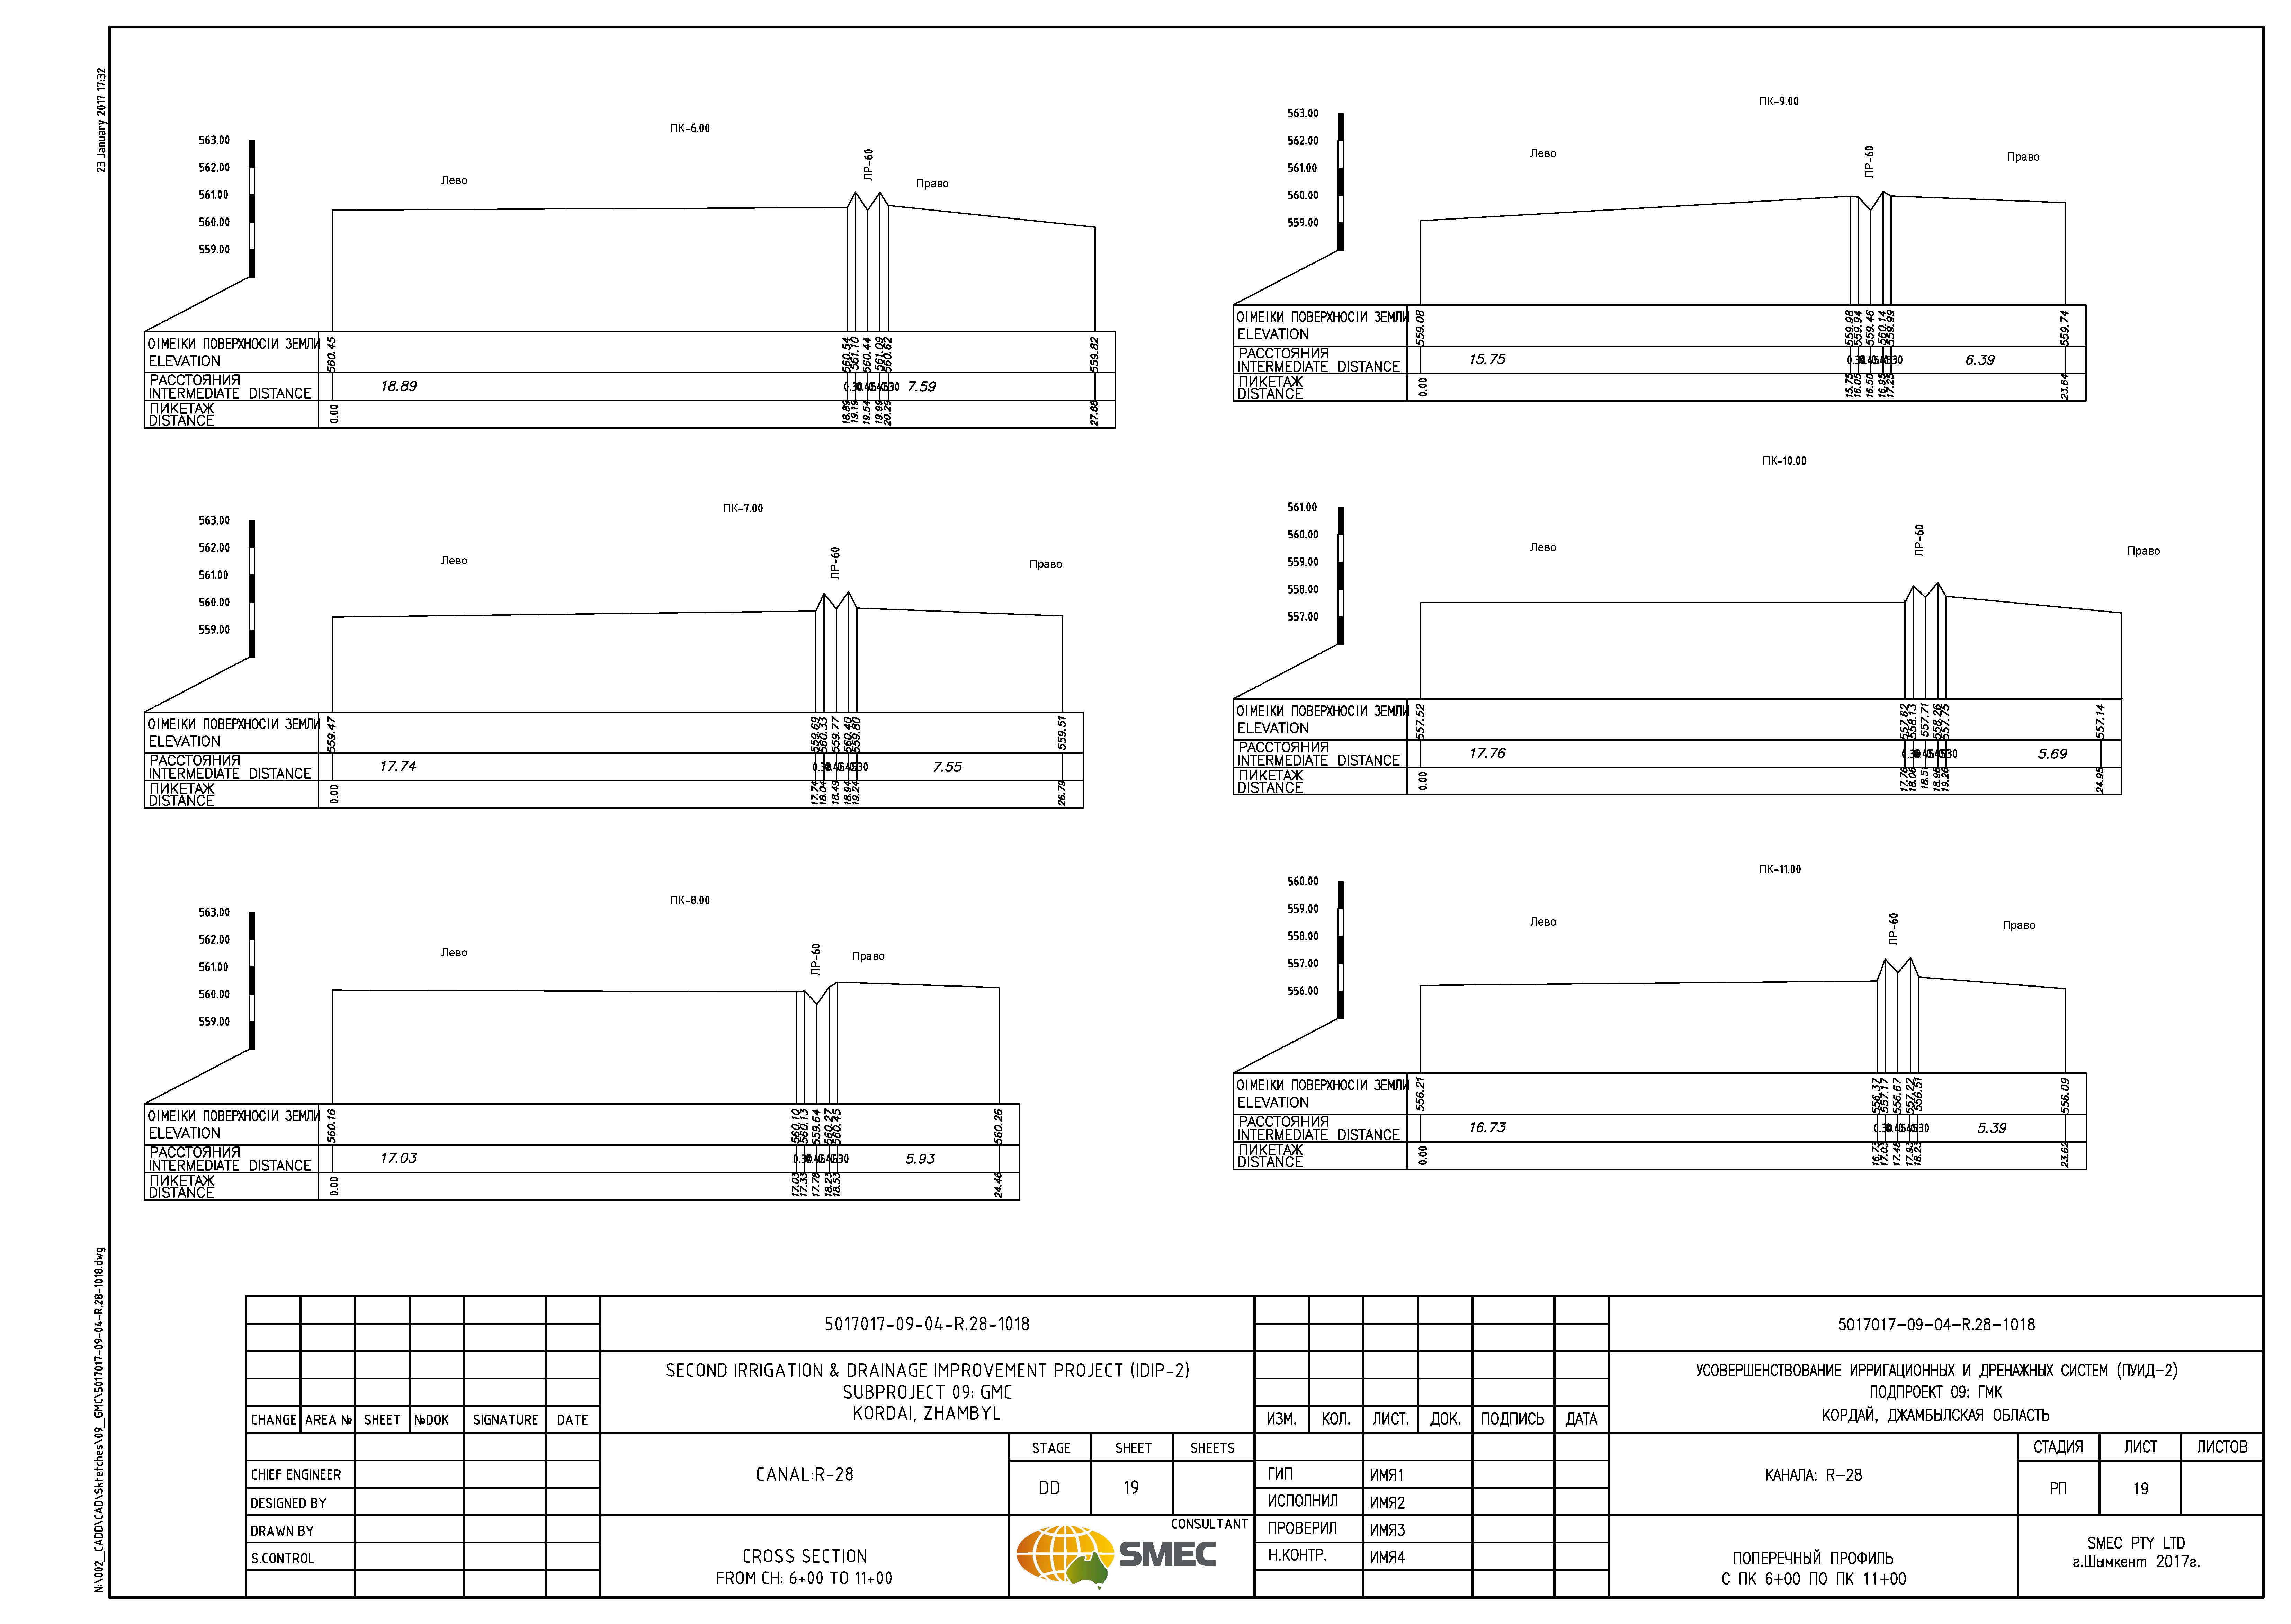 23 January 2017 17:32
N:\002_CADD\CAD\Sktetches\09_GMC\5017017-09-04-R.28-1018.dwg
ПК-6.00
563.00
562.00
561.00
560.00
559.00
Лево
ЛР-60
Право
ОТМЕТКИ ПОВЕРХНОСТИ ЗЕМЛИ
ELEVATION
560.45 560.54 561.10 560.44 561.09 560.62 559.82
РАССТОЯНИЯ
INTERMEDIATE DISTANCE
18.89 0.30 0.45 0.45 0.30 7.59
ПИКЕТАЖ
DISTANCE
0.00 18.89 19.19 19.54 19.99 20.29 27.88
ПК-7.00
563.00
562.00
561.00
560.00
559.00
Лево
ЛР-60
Право
ОТМЕТКИ ПОВЕРХНОСТИ ЗЕМЛИ
ELEVATION
559.47 559.69 560.33 559.77 560.40 559.80 559.51
РАССТОЯНИЯ
INTERMEDIATE DISTANCE
17.74 0.30 0.45 0.45 0.30 7.55
ПИКЕТАЖ
DISTANCE
0.00 17.74 18.04 18.49 18.94 19.24 26.79
ПК-8.00
563.00
562.00
561.00
560.00
559.00
Лево
ЛР-60
Право
ОТМЕТКИ ПОВЕРХНОСТИ ЗЕМЛИ
ELEVATION
560.16 560.10 560.13 559.64 560.27 560.45 560.26
РАССТОЯНИЯ
INTERMEDIATE DISTANCE
17.03 0.30 0.45 0.45 0.30 5.93
ПИКЕТАЖ
DISTANCE
0.00 17.03 17.33 17.78 18.23 18.53 24.46
ПК-9.00
563.00
562.00
561.00
560.00
559.00
Лево
ЛР-60
Право
ОТМЕТКИ ПОВЕРХНОСТИ ЗЕМЛИ
ELEVATION
559.08 559.98 559.94 559.46 560.14 559.99 559.74
РАССТОЯНИЯ
INTERMEDIATE DISTANCE
15.75 0.30 0.45 0.45 0.30 6.39
ПИКЕТАЖ
DISTANCE
0.00 15.75 16.05 16.50 16.95 17.25 23.64
ПК-10.00
561.00
560.00
559.00
558.00
557.00
Лево
ЛР-60
Право
ОТМЕТКИ ПОВЕРХНОСТИ ЗЕМЛИ
ELEVATION
557.52 557.62 558.13 557.71 558.26 557.75 557.14
РАССТОЯНИЯ
INTERMEDIATE DISTANCE
17.76 0.30 0.45 0.45 0.30 5.69
ПИКЕТАЖ
DISTANCE
0.00 17.76 18.06 18.51 18.96 19.26 24.95
ПК-11.00
560.00
559.00
558.00
557.00
556.00
Лево
ЛР-60
Право
ОТМЕТКИ ПОВЕРХНОСТИ ЗЕМЛИ
ELEVATION
556.21 556.37 557.17 556.67 557.22 556.51 556.09
РАССТОЯНИЯ
INTERMEDIATE DISTANCE
16.73 0.30 0.45 0.45 0.30 5.39
ПИКЕТАЖ
DISTANCE
0.00 16.73 17.03 17.48 17.93 18.23 23.62
5017017-09-04-R.28-1018
SECOND IRRIGATION & DRAINAGE IMPROVEMENT PROJECT (IDIP-2)
SUBPROJECT 09: GMC
KORDAI, ZHAMBYL
CHANGE AREA № SHEET №DOK SIGNATURE DATE
CHIEF ENGINEER
DESIGNED BY
DRAWN BY
S.CONTROL
CANAL:R-28
STAGE SHEET SHEETS
DD 19
CROSS SECTION
FROM CH: 6+00 TO 11+00
CONSULTANT
SMEC
5017017-09-04-R.28-1018
УСОВЕРШЕНСТВОВАНИЕ ИРРИГАЦИОННЫХ И ДРЕНАЖНЫХ СИСТЕМ (ПУИД-2)
ПОДПРОЕКТ 09: ГМК
КОРДАЙ, ДЖАМБЫЛСКАЯ ОБЛАСТЬ
ИЗМ. КОЛ. ЛИСТ. ДОК. ПОДПИСЬ ДАТА
ГИП ИМЯ1
ИСПОЛНИЛ ИМЯ2
ПРОВЕРИЛ ИМЯ3
Н.КОНТР. ИМЯ4
КАНАЛА: R-28
СТАДИЯ ЛИСТ ЛИСТОВ
РП 19
ПОПЕРЕЧНЫЙ ПРОФИЛЬ
С ПК 6+00 ПО ПК 11+00
SMEC PTY LTD
г.Шымкент 2017г.